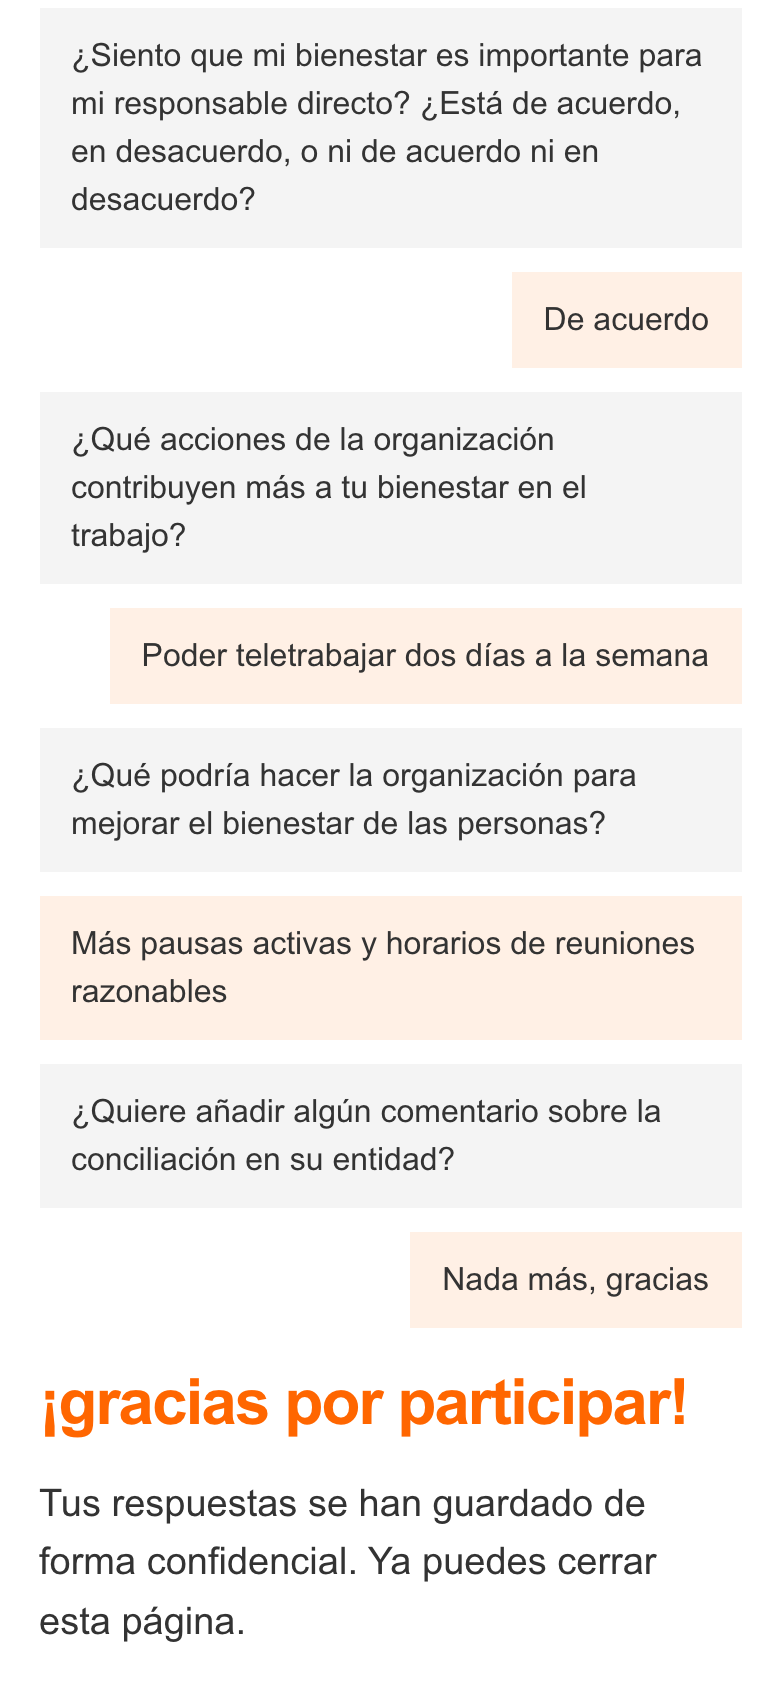 ¿Siento que mi bienestar es importante para
mi responsable directo? ¿Está de acuerdo,
en desacuerdo, o ni de acuerdo ni en
desacuerdo?
De acuerdo
¿Qué acciones de la organización
contribuyen más a tu bienestar en el
trabajo?
Poder teletrabajar dos días a la semana
¿Qué podría hacer la organización para
mejorar el bienestar de las personas?
Más pausas activas y horarios de reuniones
razonables
¿Quiere añadir algún comentario sobre la
conciliación en su entidad?
Nada más, gracias
¡gracias por participar!
Tus respuestas se han guardado de
forma confidencial. Ya puedes cerrar
esta página.